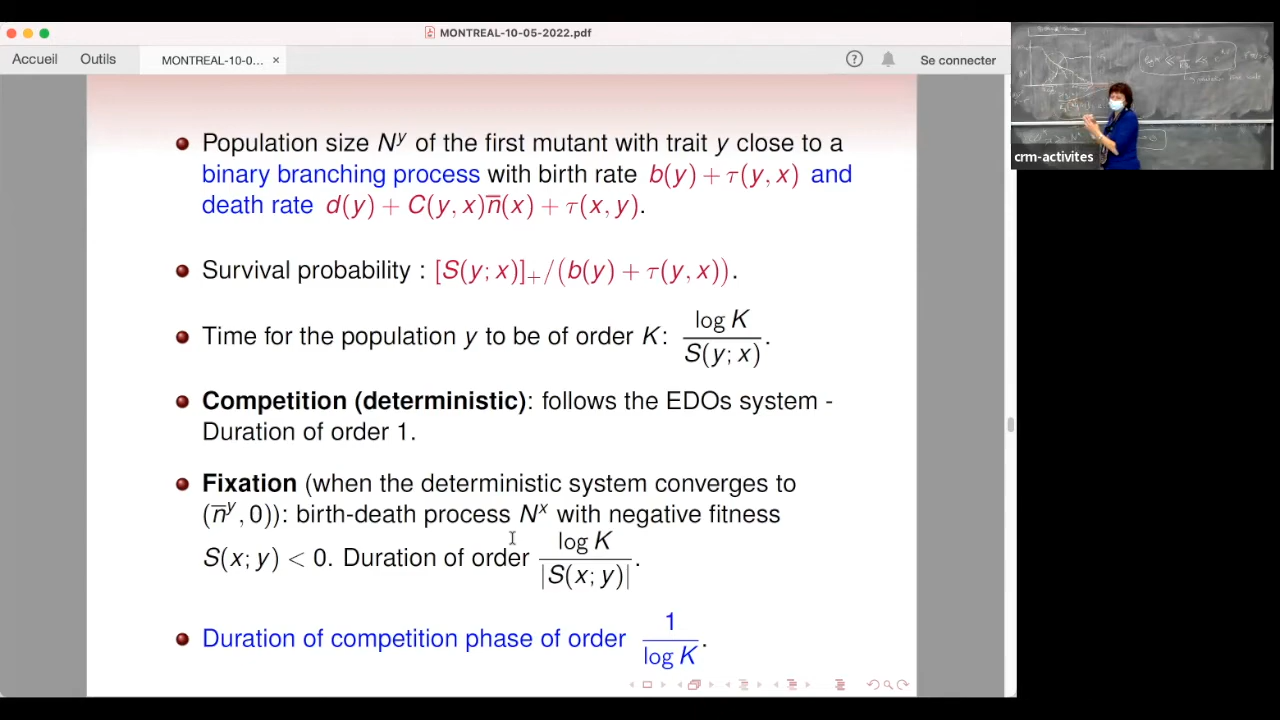 MONTREAL-10-05-2022.pdf
Accueil Outils MONTREAL-10-0... × ? Se connecter
• Population size N^y of the first mutant with trait y close to a
binary branching process with birth rate b(y) + τ(y, x) and
death rate d(y) + C(y, x)n̅(x) + τ(x, y).
• Survival probability : [S(y; x)]₊/(b(y) + τ(y, x)).
• Time for the population y to be of order K: log K / S(y; x).
• Competition (deterministic): follows the EDOs system -
Duration of order 1.
• Fixation (when the deterministic system converges to
(n̅^y, 0)): birth-death process N^x with negative fitness
S(x; y) < 0. Duration of order log K / |S(x; y)|.
• Duration of competition phase of order 1 / log K.
crm-activites